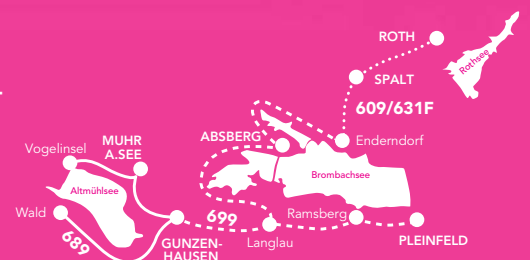 ROTH
Rothsee
SPALT
609/631F
ABSBERG
Enderndorf
MUHR
A.SEE
Vogelinsel
Altmühlsee
Brombachsee
Wald
689
699
Ramsberg
GUNZEN-
HAUSEN
Langlau
PLEINFELD